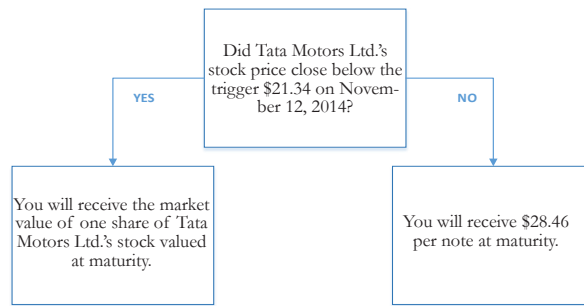 Did Tata Motors Ltd.'s
stock price close below the
trigger $21.34 on Novem-
ber 12, 2014?
YES
NO
You will receive the market
value of one share of Tata
Motors Ltd.'s stock valued
at maturity.
You will receive $28.46
per note at maturity.